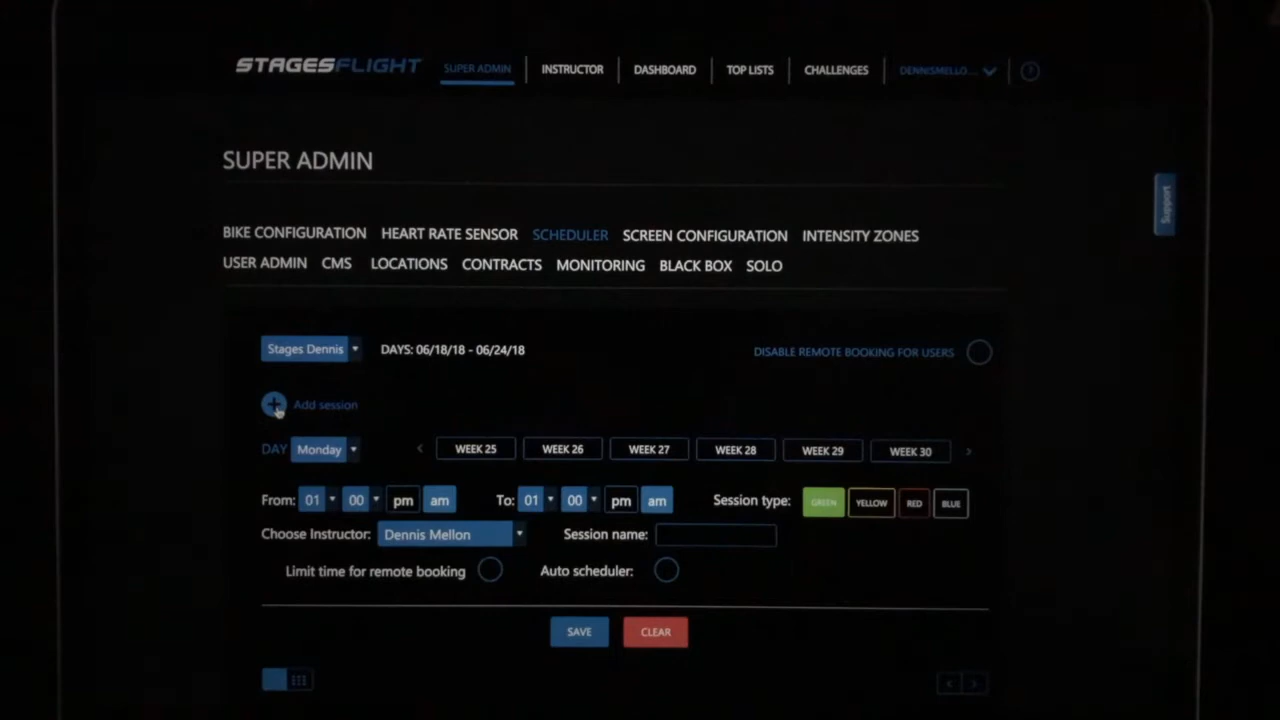 STAGESFLIGHT SUPER ADMIN INSTRUCTOR DASHBOARD TOP LISTS CHALLENGES DENNISMELLO... ?
SUPER ADMIN
Support
BIKE CONFIGURATION HEART RATE SENSOR SCHEDULER SCREEN CONFIGURATION INTENSITY ZONES
USER ADMIN CMS LOCATIONS CONTRACTS MONITORING BLACK BOX SOLO
Stages Dennis DAYS: 06/18/18 - 06/24/18 DISABLE REMOTE BOOKING FOR USERS
Add session
DAY Monday < WEEK 25 WEEK 26 WEEK 27 WEEK 28 WEEK 29 WEEK 30 >
From: 01 00 pm am To: 01 00 pm am Session type: GREEN YELLOW RED BLUE
Choose Instructor: Dennis Mellon Session name:
Limit time for remote booking Auto scheduler:
SAVE CLEAR
< >